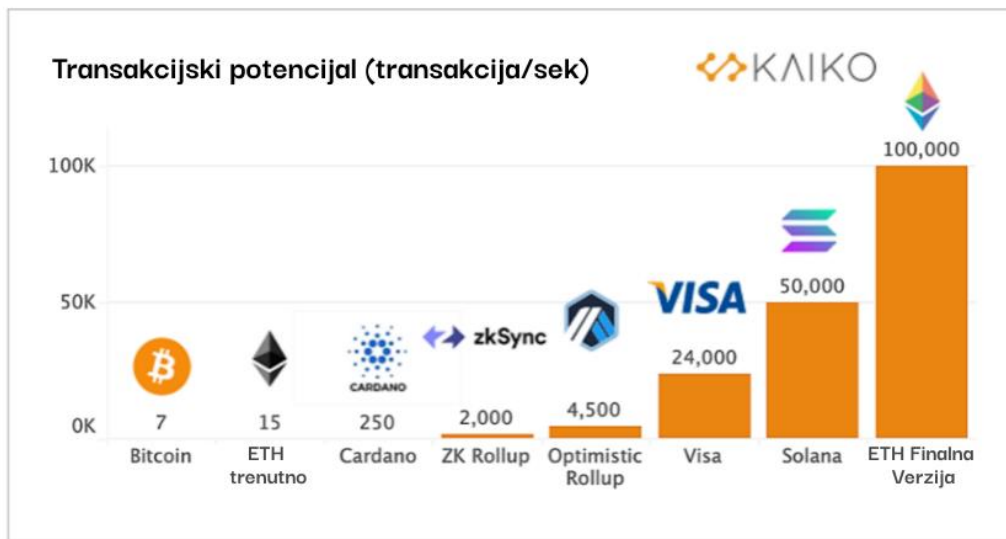 Transakcijski potencijal (transakcija/sek)
KAIKO
100,000
100K
50,000
50K
VISA
zkSync
24,000
CARDANO
4,500
2,000
0K
7
15
250
Bitcoin
ETH
trenutno
Cardano
ZK Rollup
Optimistic
Rollup
Visa
Solana
ETH Finalna
Verzija